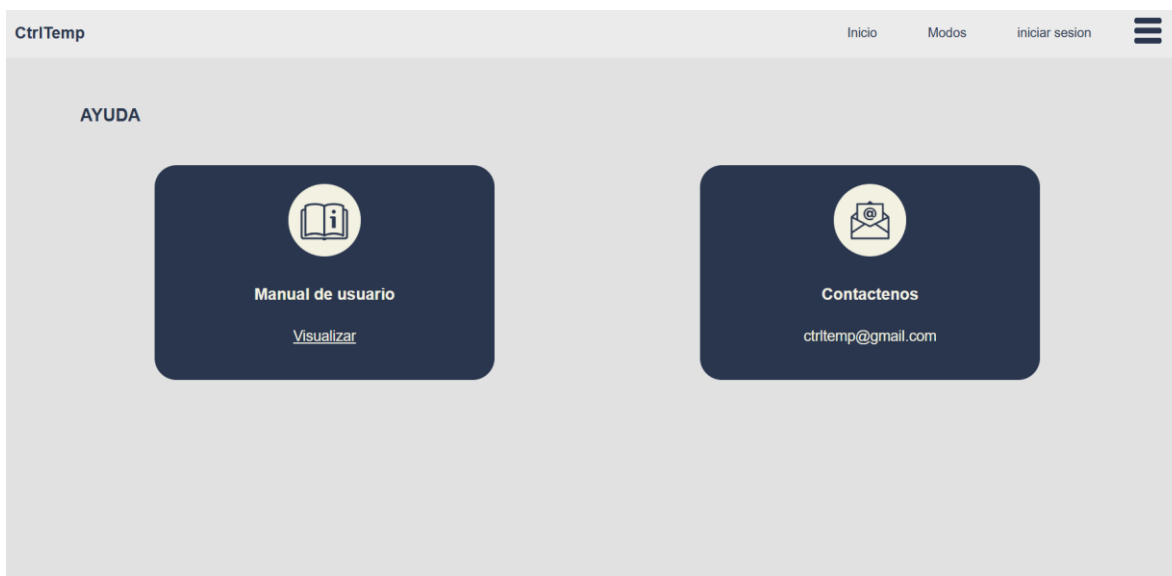 CtrlTemp
Inicio
Modos
iniciar sesion
AYUDA
Manual de usuario
Visualizar
Contactenos
ctrltemp@gmail.com